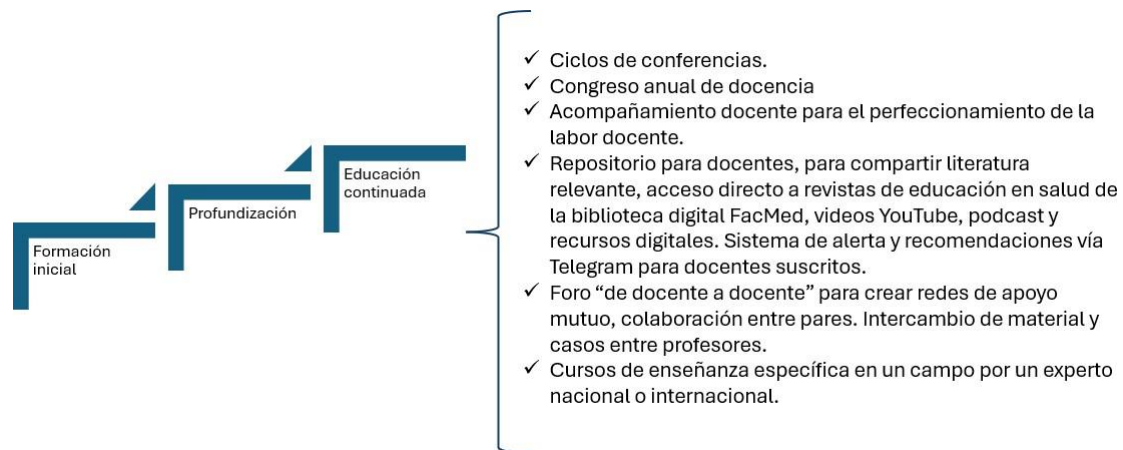 Formación
inicial
Profundización
Educación
continuada
✓ Ciclos de conferencias.
✓ Congreso anual de docencia
✓ Acompañamiento docente para el perfeccionamiento de la
labor docente.
✓ Repositorio para docentes, para compartir literatura
relevante, acceso directo a revistas de educación en salud de
la biblioteca digital FacMed, videos YouTube, podcast y
recursos digitales. Sistema de alerta y recomendaciones vía
Telegram para docentes suscritos.
✓ Foro “de docente a docente” para crear redes de apoyo
mutuo, colaboración entre pares. Intercambio de material y
casos entre profesores.
✓ Cursos de enseñanza específica en un campo por un experto
nacional o internacional.